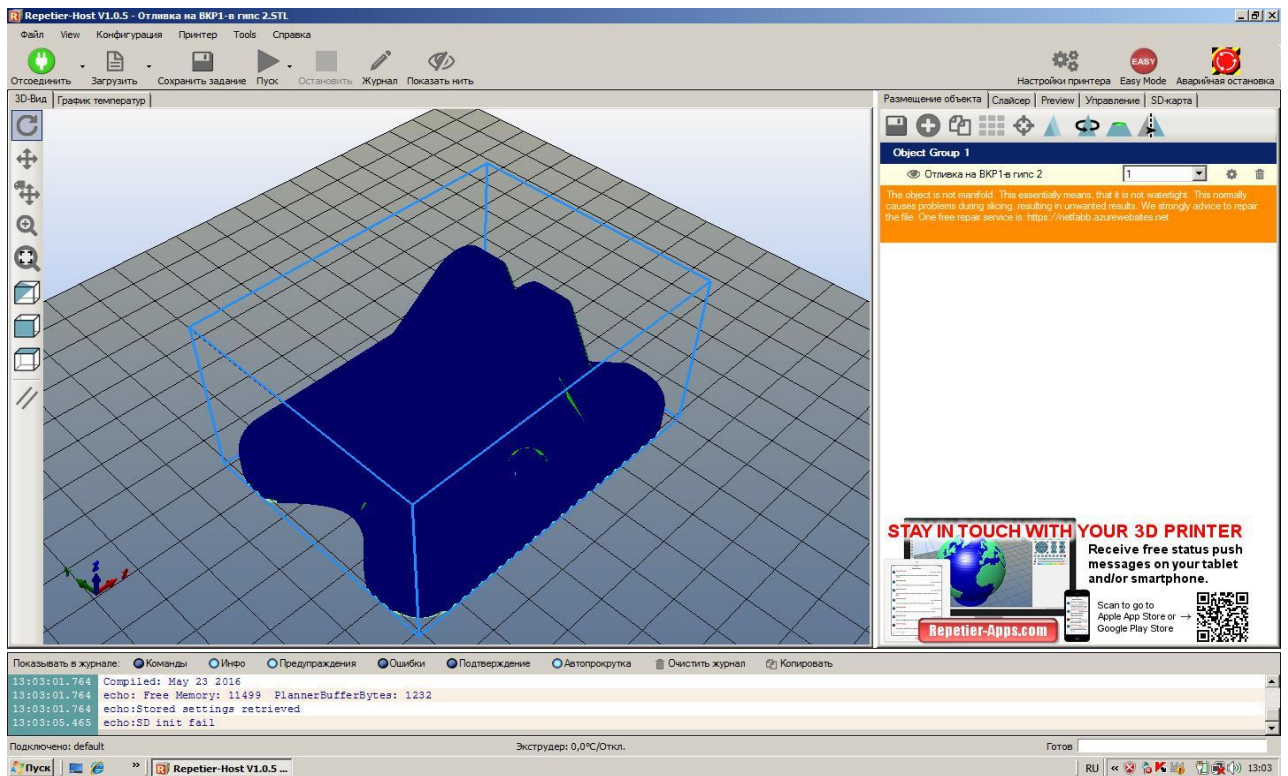 Repetier-Host V1.0.5 - Отливка на ВКР1-в гипс 2.STL
Файл View Конфигурация Принтер Tools Справка
Отсоединить Загрузить Сохранить задание Пуск Остановить Журнал Показать нить Настройки принтера EASY Easy Mode Аварийная остановка
3D-Вид График температур
Размещение объекта Слайсер Preview Управление SD-карта
Object Group 1
Отливка на ВКР1-в гипс 2 1
The object is not manifold. This essentially means, that it is not watertight. This normally
causes problems during slicing, resulting in unwanted results. We strongly advice to repair
the file. One free repair service is: https://netfabb.azurewebsites.net
STAY IN TOUCH WITH YOUR 3D PRINTER
Receive free status push
messages on your tablet
and/or smartphone.
Scan to go to
Apple App Store or →
Google Play Store
Repetier-Apps.com
Показывать в журнале: Команды Инфо Предупраждения Ошибки Подтверждение Автопрокрутка Очистить журнал Копировать
13:03:01.764 Compiled: May 23 2016
13:03:01.764 echo: Free Memory: 11499 PlannerBufferBytes: 1232
13:03:01.764 echo:Stored settings retrieved
13:03:05.465 echo:SD init fail
Подключено: default Экструдер: 0,0°C/Откл. Готов
Пуск » Repetier-Host V1.0.5 ... RU « 13:03